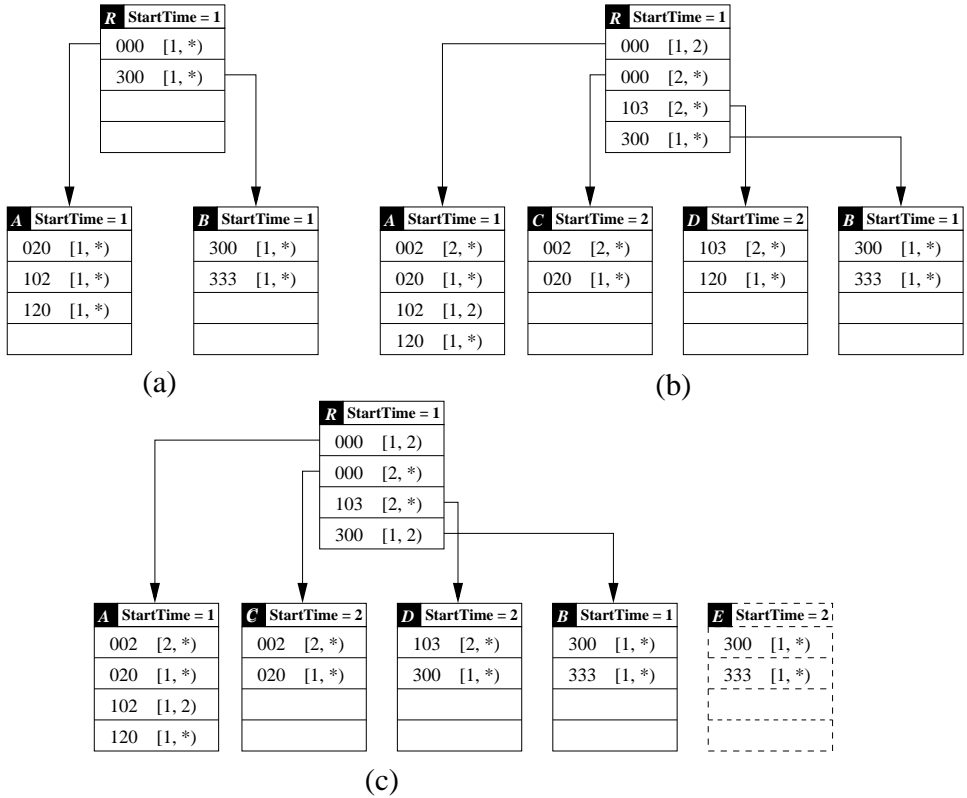 R StartTime = 1
000 [1, *)
300 [1, *)
A StartTime = 1
020 [1, *)
102 [1, *)
120 [1, *)
B StartTime = 1
300 [1, *)
333 [1, *)
(a)
R StartTime = 1
000 [1, 2)
000 [2, *)
103 [2, *)
300 [1, *)
A StartTime = 1
002 [2, *)
020 [1, *)
102 [1, 2)
120 [1, *)
C StartTime = 2
002 [2, *)
020 [1, *)
D StartTime = 2
103 [2, *)
120 [1, *)
B StartTime = 1
300 [1, *)
333 [1, *)
(b)
R StartTime = 1
000 [1, 2)
000 [2, *)
103 [2, *)
300 [1, 2)
A StartTime = 1
002 [2, *)
020 [1, *)
102 [1, 2)
120 [1, *)
C StartTime = 2
002 [2, *)
020 [1, *)
D StartTime = 2
103 [2, *)
300 [1, *)
B StartTime = 1
300 [1, *)
333 [1, *)
E StartTime = 2
300 [1, *)
333 [1, *)
(c)